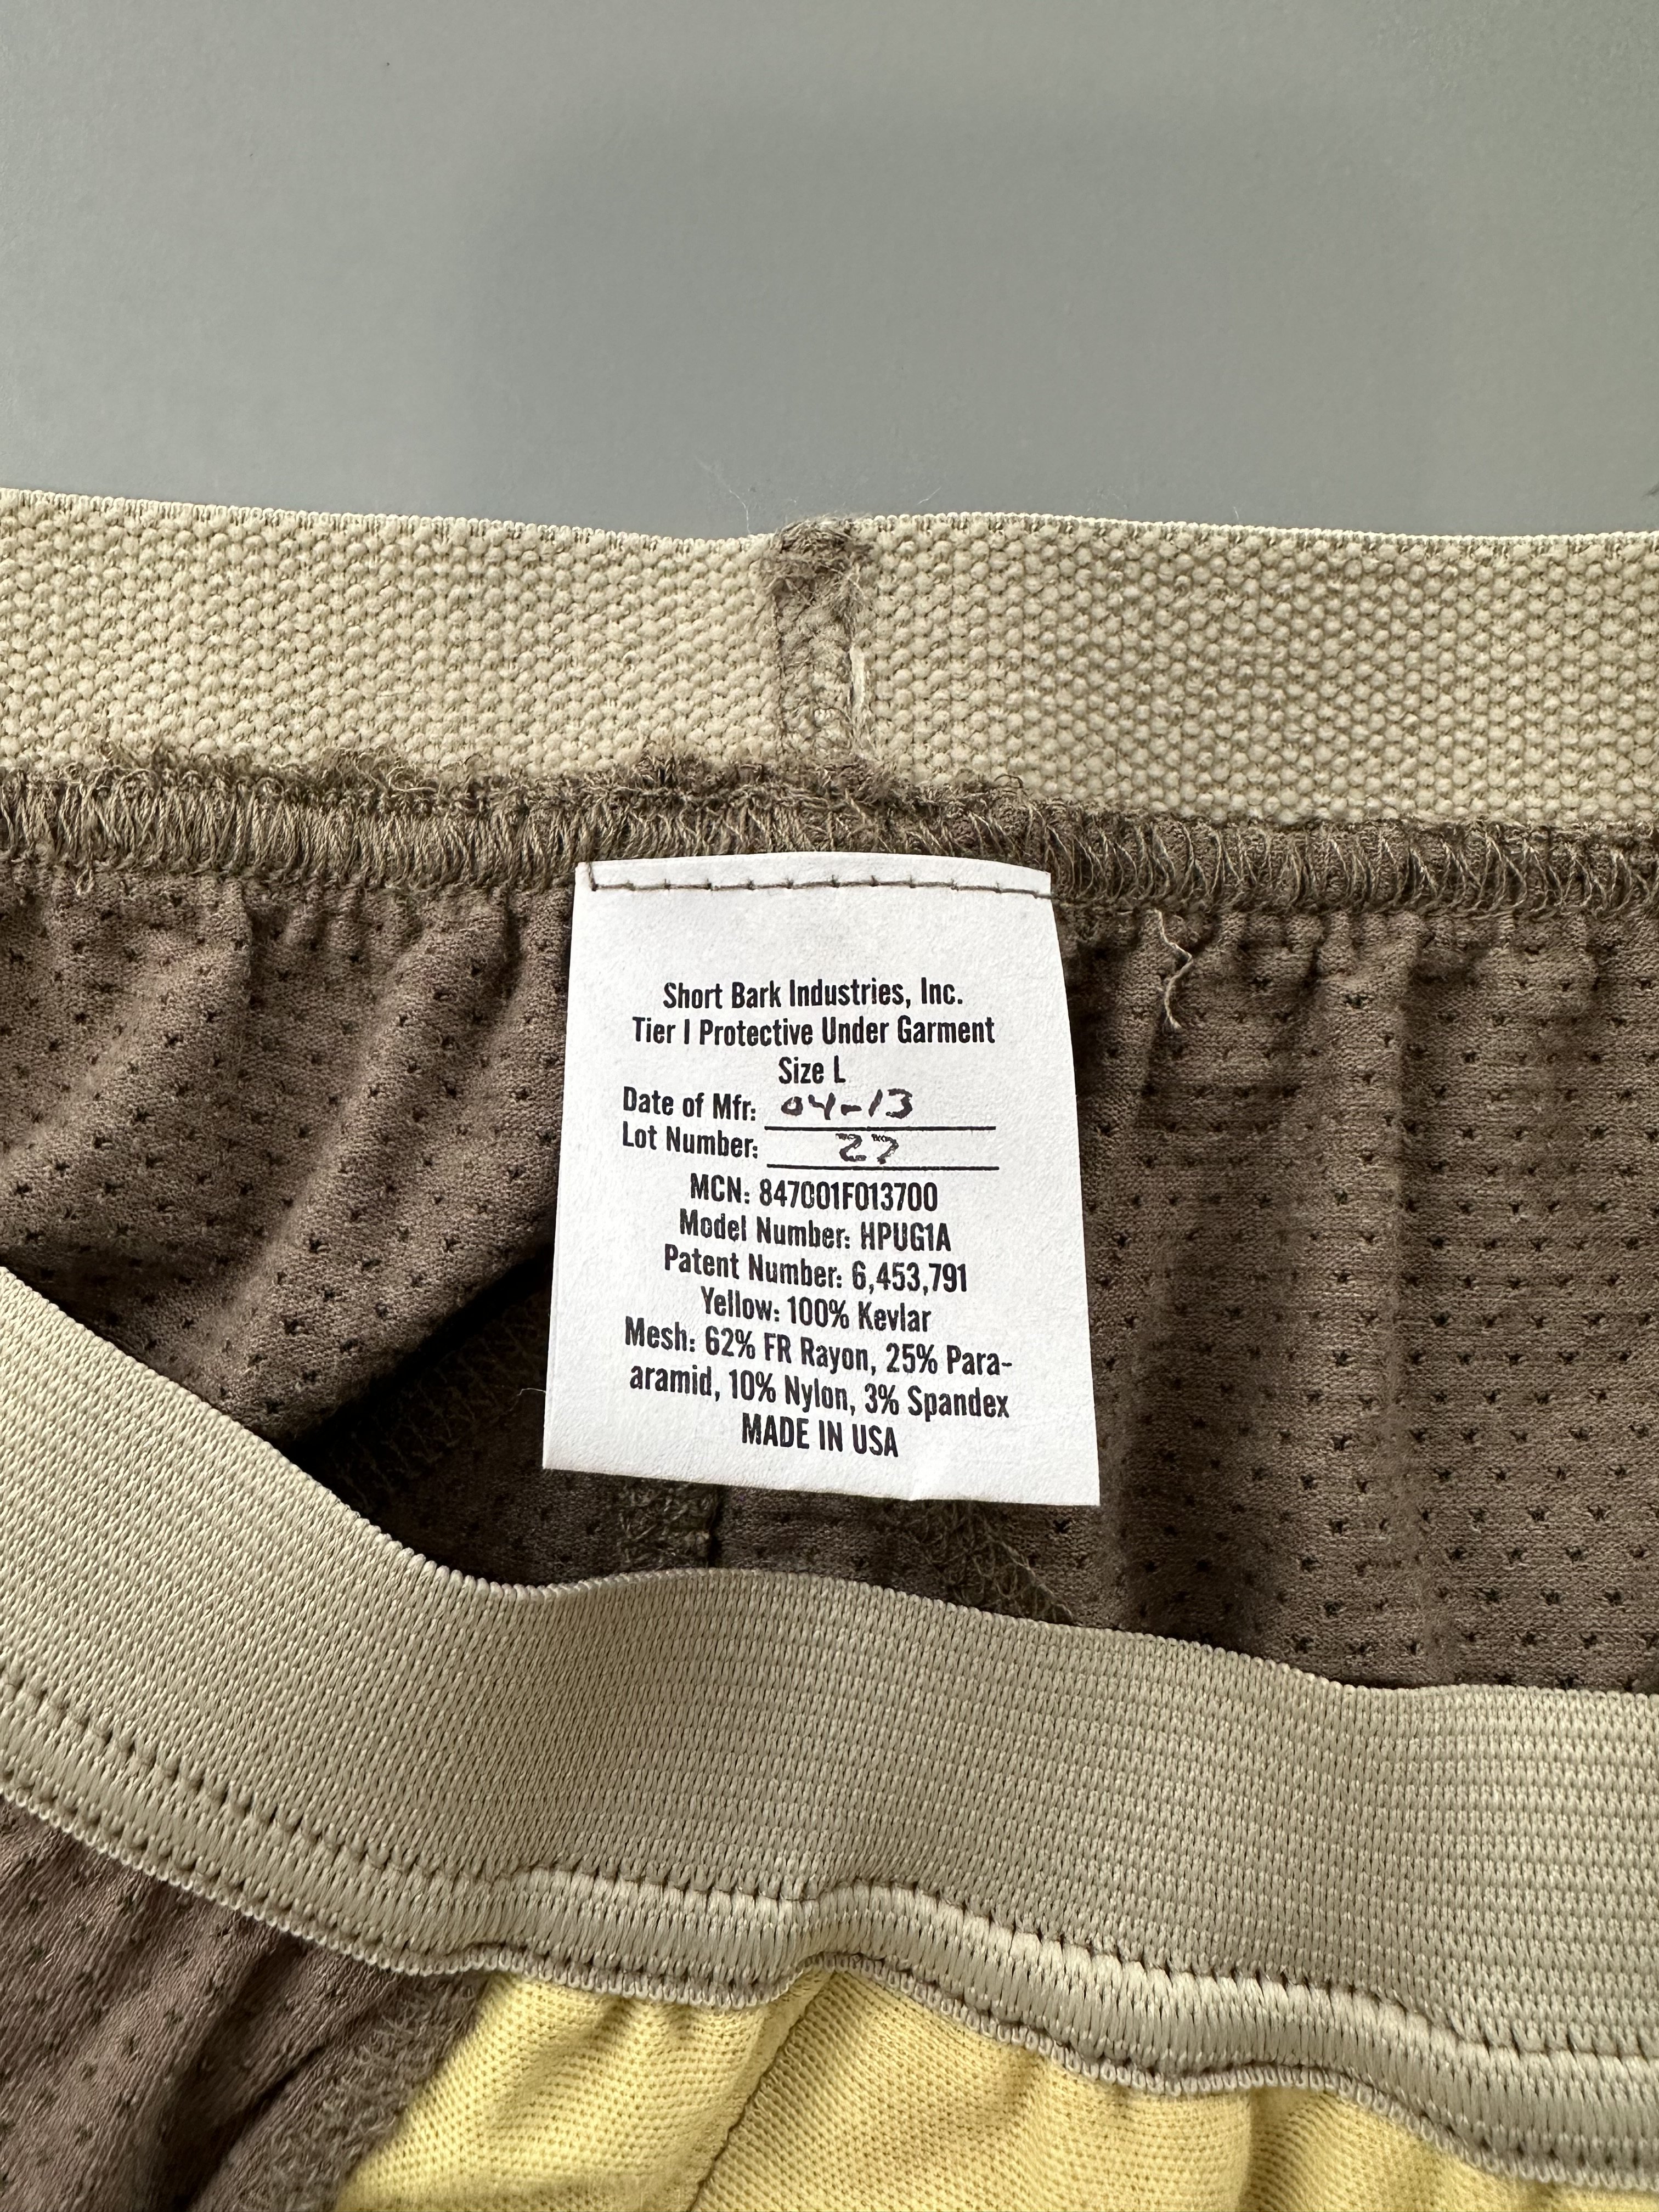 Short Bark Industries, Inc.
Tier I Protective Under Garment
Size L
Date of Mfr: 04-13
Lot Number: 27
MCN: 847001F013700
Model Number: HPUG1A
Patent Number: 6,453,791
Yellow: 100% Kevlar
Mesh: 62% FR Rayon, 25% Para-
aramid, 10% Nylon, 3% Spandex
MADE IN USA